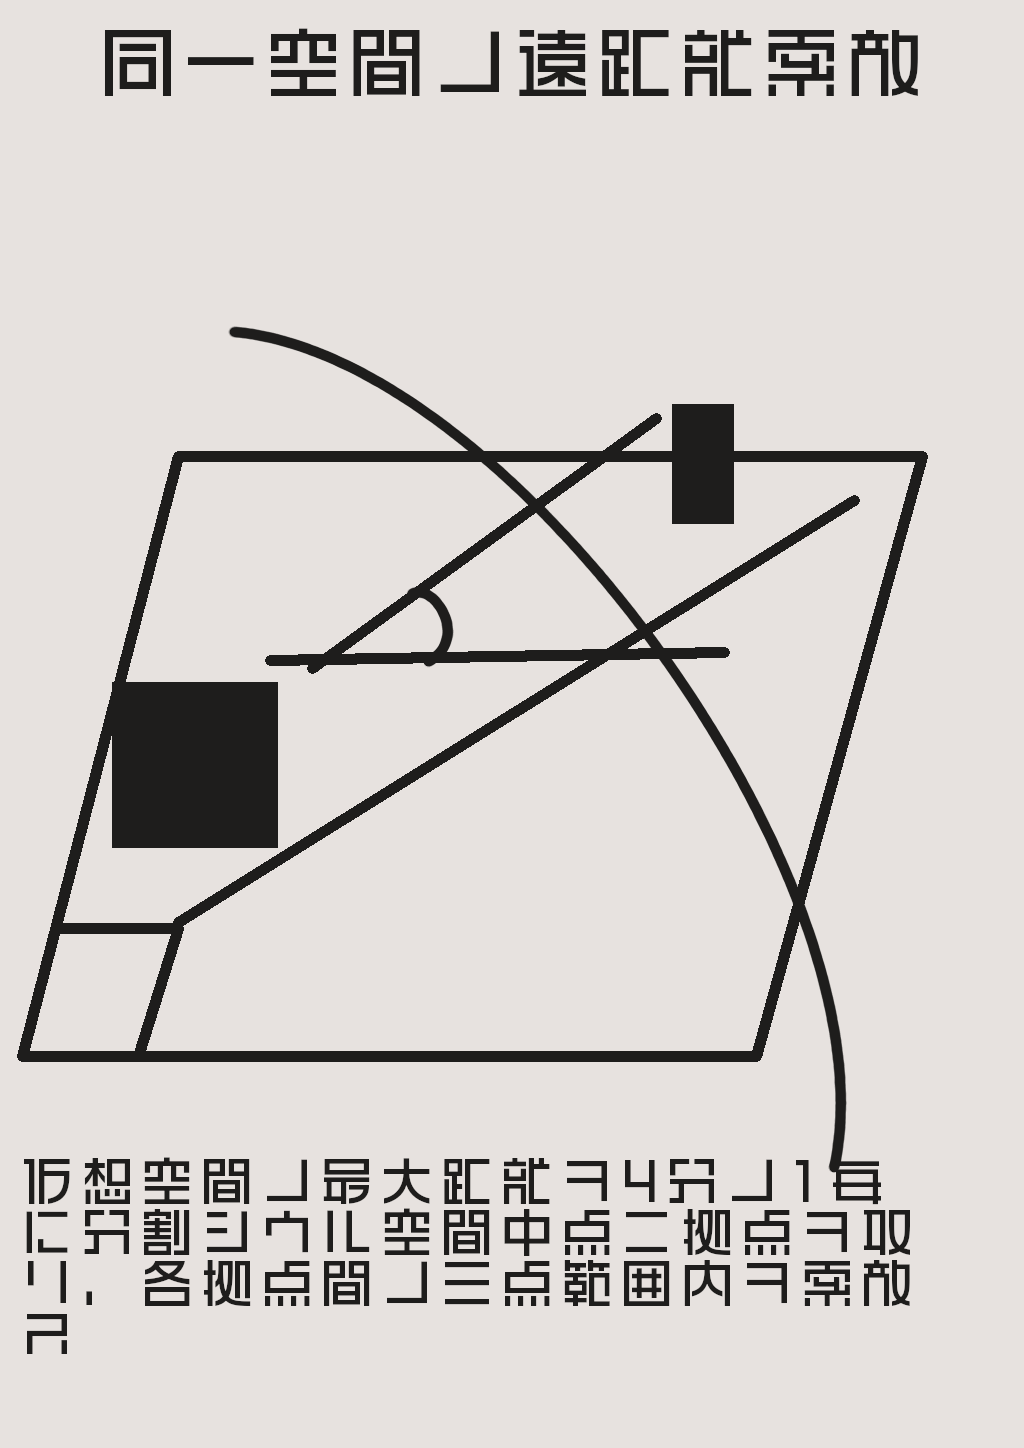 同一空間ノ遠距能索敵
仮想空間ノ最大距能ヲ4分ノ1毎
に分割シウル空間中点ニ拠点ヲ取
リ, 各拠点間ノ三点範囲内ヲ索敵
ス